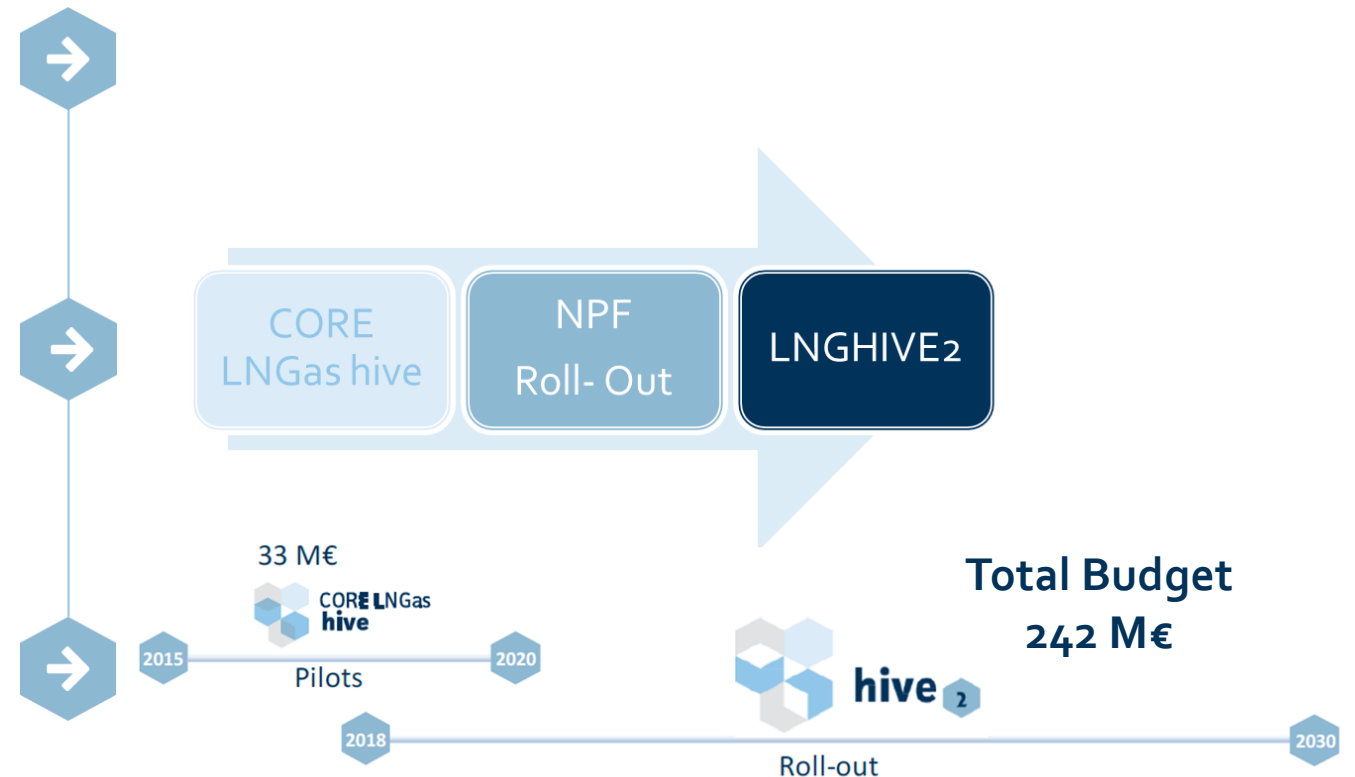 CORE
LNGas hive
NPF
Roll- Out
LNGHIVE2
33 M€
CORE LNGas
hive
2015
2020
Pilots
Total Budget
242 M€
hive 2
2018
2030
Roll-out